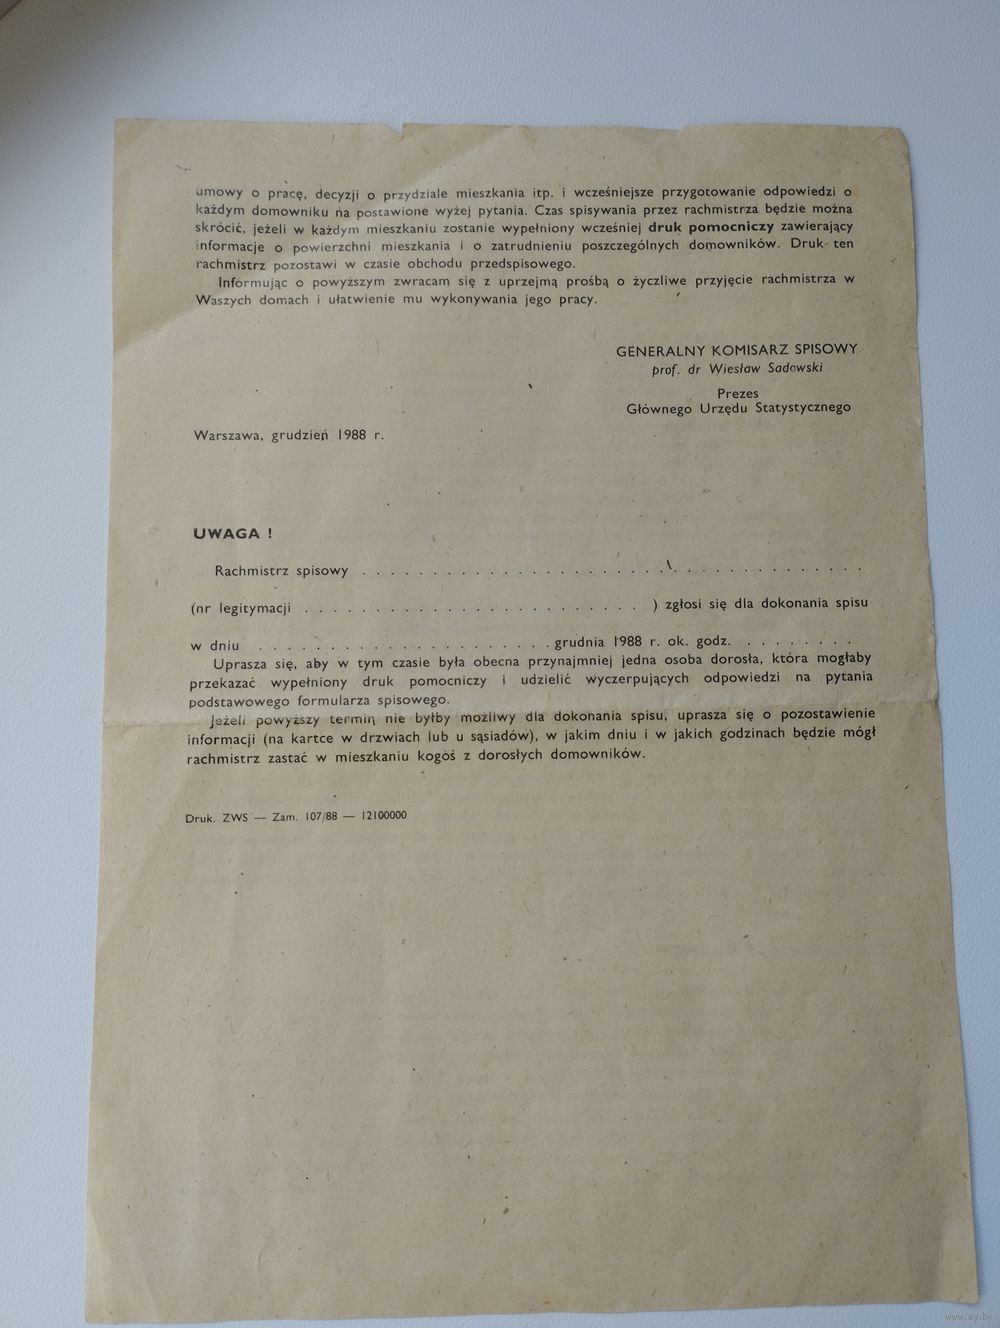 umowy o pracę, decyzji o przydziale mieszkania itp. i wcześniejsze przygotowanie odpowiedzi o
każdym domowniku na postawione wyżej pytania. Czas spisywania przez rachmistrza będzie można
skrócić, jeżeli w każdym mieszkaniu zostanie wypełniony wcześniej druk pomocniczy zawierający
informacje o powierzchni mieszkania i o zatrudnieniu poszczególnych domowników. Druk ten
rachmistrz pozostawi w czasie obchodu przedspisowego.
Informując o powyższym zwracam się z uprzejmą prośbą o życzliwe przyjęcie rachmistrza w
Waszych domach i ułatwienie mu wykonywania jego pracy.
GENERALNY KOMISARZ SPISOWY
prof. dr Wiesław Sadowski
Prezes
Głównego Urzędu Statystycznego
Warszawa, grudzień 1988 r.
UWAGA !
Rachmistrz spisowy . . . . . . . . . . . . . . . . . . . . . . . . . . . . . . . . . . .
(nr legitymacji . . . . . . . . . . . . . . . . . . . . . . . . ) zgłosi się dla dokonania spisu
w dniu . . . . . . . . . . . . . . . . . . . . . grudnia 1988 r. ok. godz. . . . . . . . .
Uprasza się, aby w tym czasie była obecna przynajmniej jedna osoba dorosła, która mogłaby
przekazać wypełniony druk pomocniczy i udzielić wyczerpujących odpowiedzi na pytania
podstawowego formularza spisowego.
Jeżeli powyższy termin nie byłby możliwy dla dokonania spisu, uprasza się o pozostawienie
informacji (na kartce w drzwiach lub u sąsiadów), w jakim dniu i w jakich godzinach będzie mógł
rachmistrz zastać w mieszkaniu kogoś z dorosłych domowników.
Druk. ZWS — Zam. 107/88 — 12100000
www.ay.by